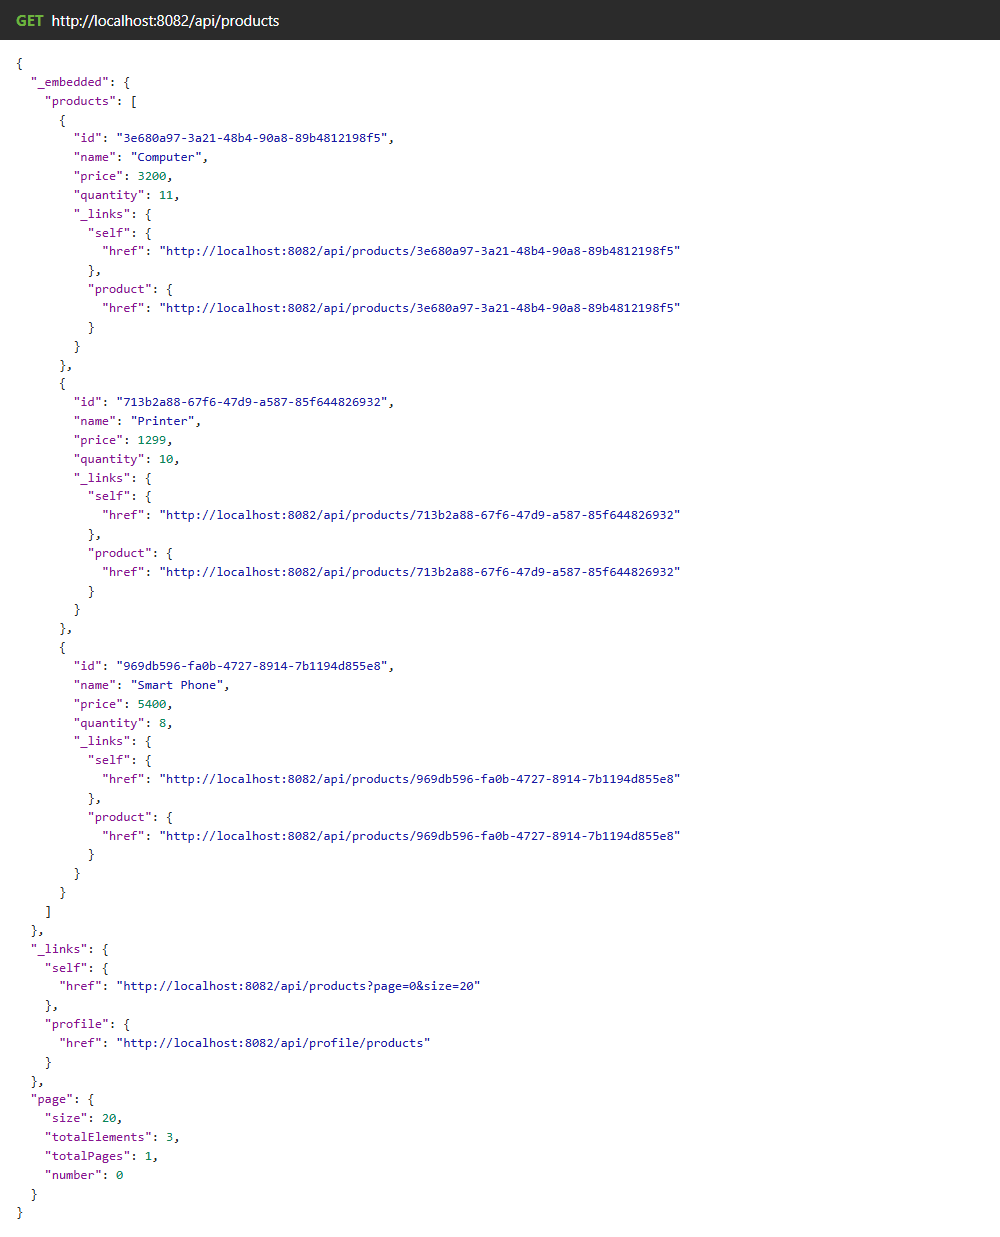 GET http://localhost:8082/api/products
{
  "_embedded": {
    "products": [
      {
        "id": "3e680a97-3a21-48b4-90a8-89b4812198f5",
        "name": "Computer",
        "price": 3200,
        "quantity": 11,
        "_links": {
          "self": {
            "href": "http://localhost:8082/api/products/3e680a97-3a21-48b4-90a8-89b4812198f5"
          },
          "product": {
            "href": "http://localhost:8082/api/products/3e680a97-3a21-48b4-90a8-89b4812198f5"
          }
        }
      },
      {
        "id": "713b2a88-67f6-47d9-a587-85f644826932",
        "name": "Printer",
        "price": 1299,
        "quantity": 10,
        "_links": {
          "self": {
            "href": "http://localhost:8082/api/products/713b2a88-67f6-47d9-a587-85f644826932"
          },
          "product": {
            "href": "http://localhost:8082/api/products/713b2a88-67f6-47d9-a587-85f644826932"
          }
        }
      },
      {
        "id": "969db596-fa0b-4727-8914-7b1194d855e8",
        "name": "Smart Phone",
        "price": 5400,
        "quantity": 8,
        "_links": {
          "self": {
            "href": "http://localhost:8082/api/products/969db596-fa0b-4727-8914-7b1194d855e8"
          },
          "product": {
            "href": "http://localhost:8082/api/products/969db596-fa0b-4727-8914-7b1194d855e8"
          }
        }
      }
    ]
  },
  "_links": {
    "self": {
      "href": "http://localhost:8082/api/products?page=0&size=20"
    },
    "profile": {
      "href": "http://localhost:8082/api/profile/products"
    }
  },
  "page": {
    "size": 20,
    "totalElements": 3,
    "totalPages": 1,
    "number": 0
  }
}